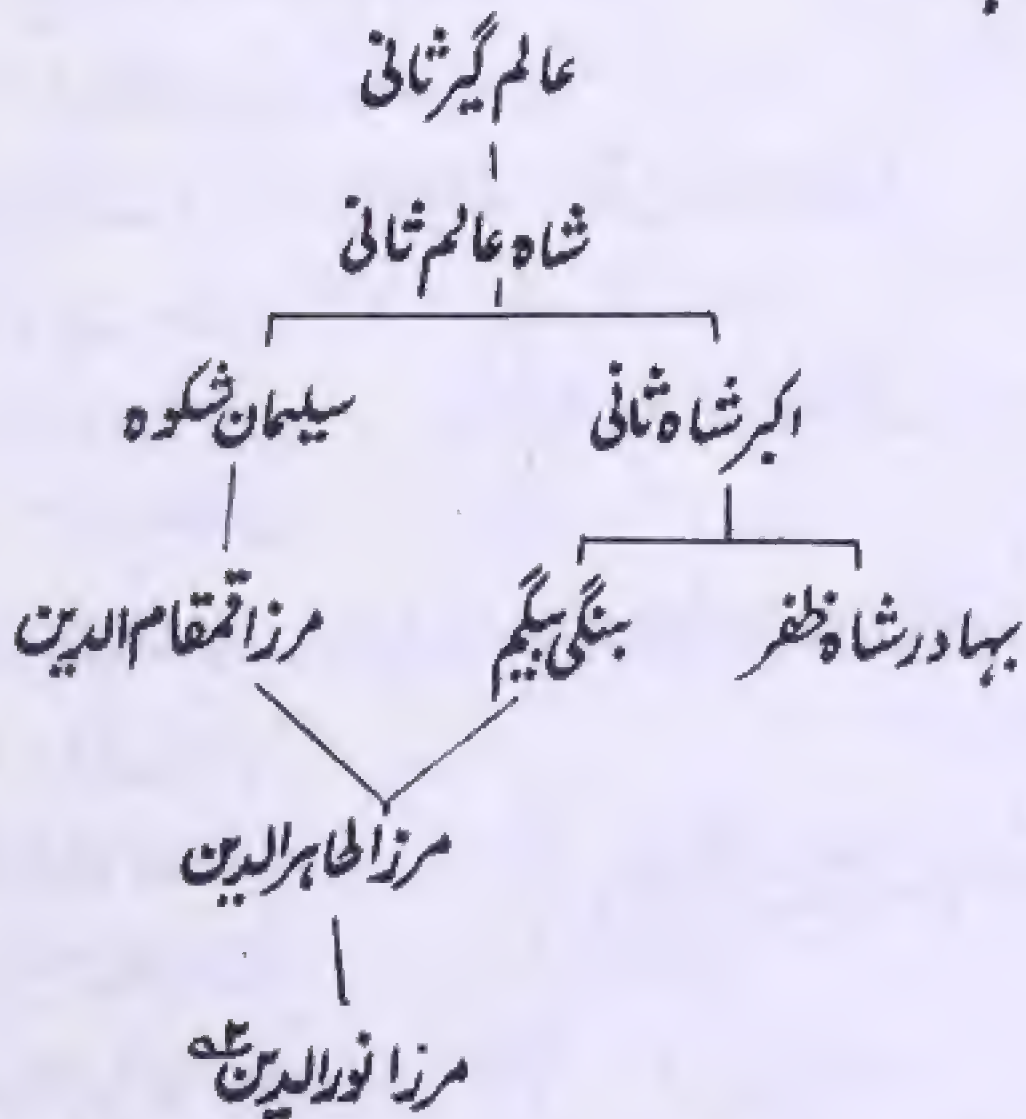 عالم گیر ثانی
شاہ عالم ثانی
اکبر شاہ ثانی سیلمان شکوہ
بہادر شاہ ظفر بنگی بیگم مرزا قمقام الدین
مرزا طاہر الدین
مرزا نور الدین